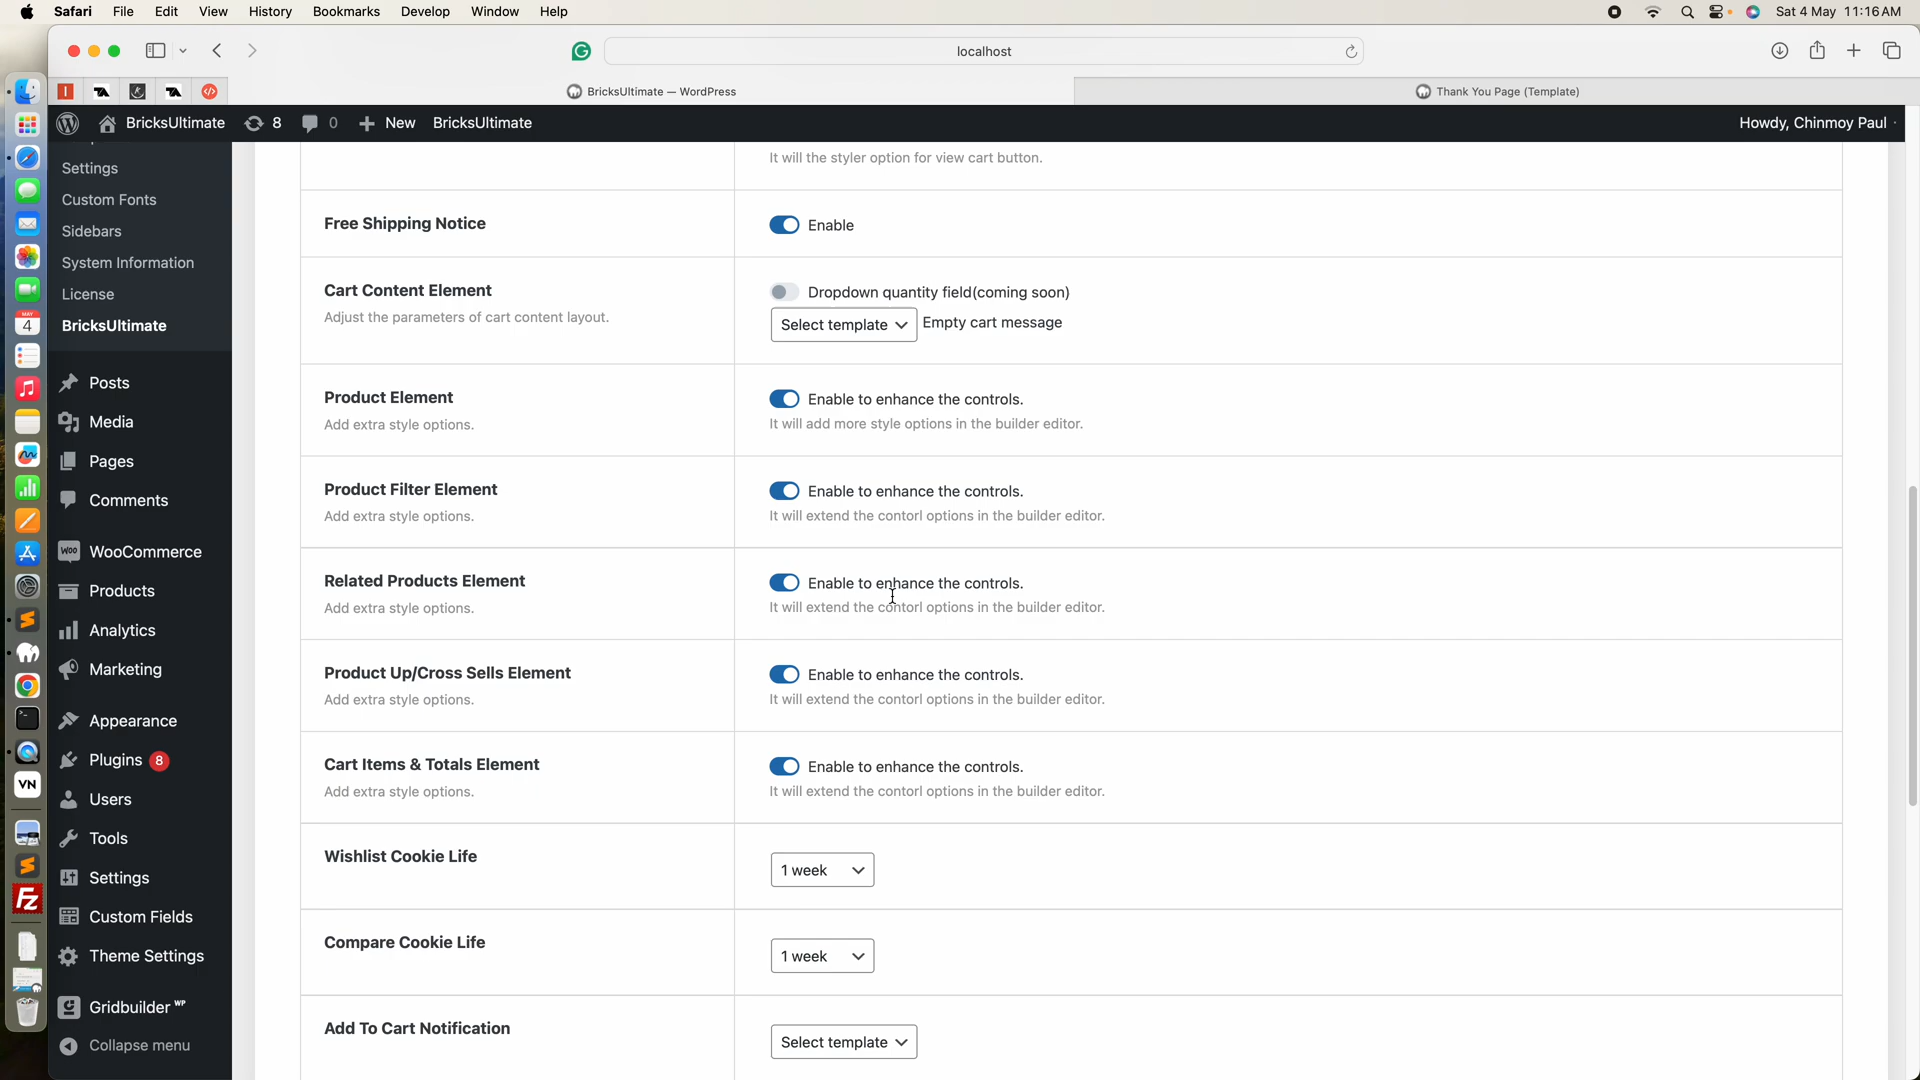 Safari File Edit View History Bookmarks Develop Window Help Sat 4 May 11:16 AM
localhost
BricksUltimate — WordPress Thank You Page (Template)
BricksUltimate 8 0 New BricksUltimate Howdy, Chinmoy Paul
Settings
Custom Fonts
Sidebars
System Information
License
BricksUltimate
Posts
Media
Pages
Comments
WooCommerce
Products
Analytics
Marketing
Appearance
Plugins 8
Users
Tools
Settings
Custom Fields
Theme Settings
Gridbuilder WP
Collapse menu
It will the styler option for view cart button.
Free Shipping Notice
Enable
Cart Content Element
Adjust the parameters of cart content layout.
Dropdown quantity field(coming soon)
Select template Empty cart message
Product Element
Add extra style options.
Enable to enhance the controls.
It will add more style options in the builder editor.
Product Filter Element
Add extra style options.
Enable to enhance the controls.
It will extend the contorl options in the builder editor.
Related Products Element
Add extra style options.
Enable to enhance the controls.
It will extend the contorl options in the builder editor.
Product Up/Cross Sells Element
Add extra style options.
Enable to enhance the controls.
It will extend the contorl options in the builder editor.
Cart Items & Totals Element
Add extra style options.
Enable to enhance the controls.
It will extend the contorl options in the builder editor.
Wishlist Cookie Life
1 week
Compare Cookie Life
1 week
Add To Cart Notification
Select template
MAY
4
VN
Fz
woo